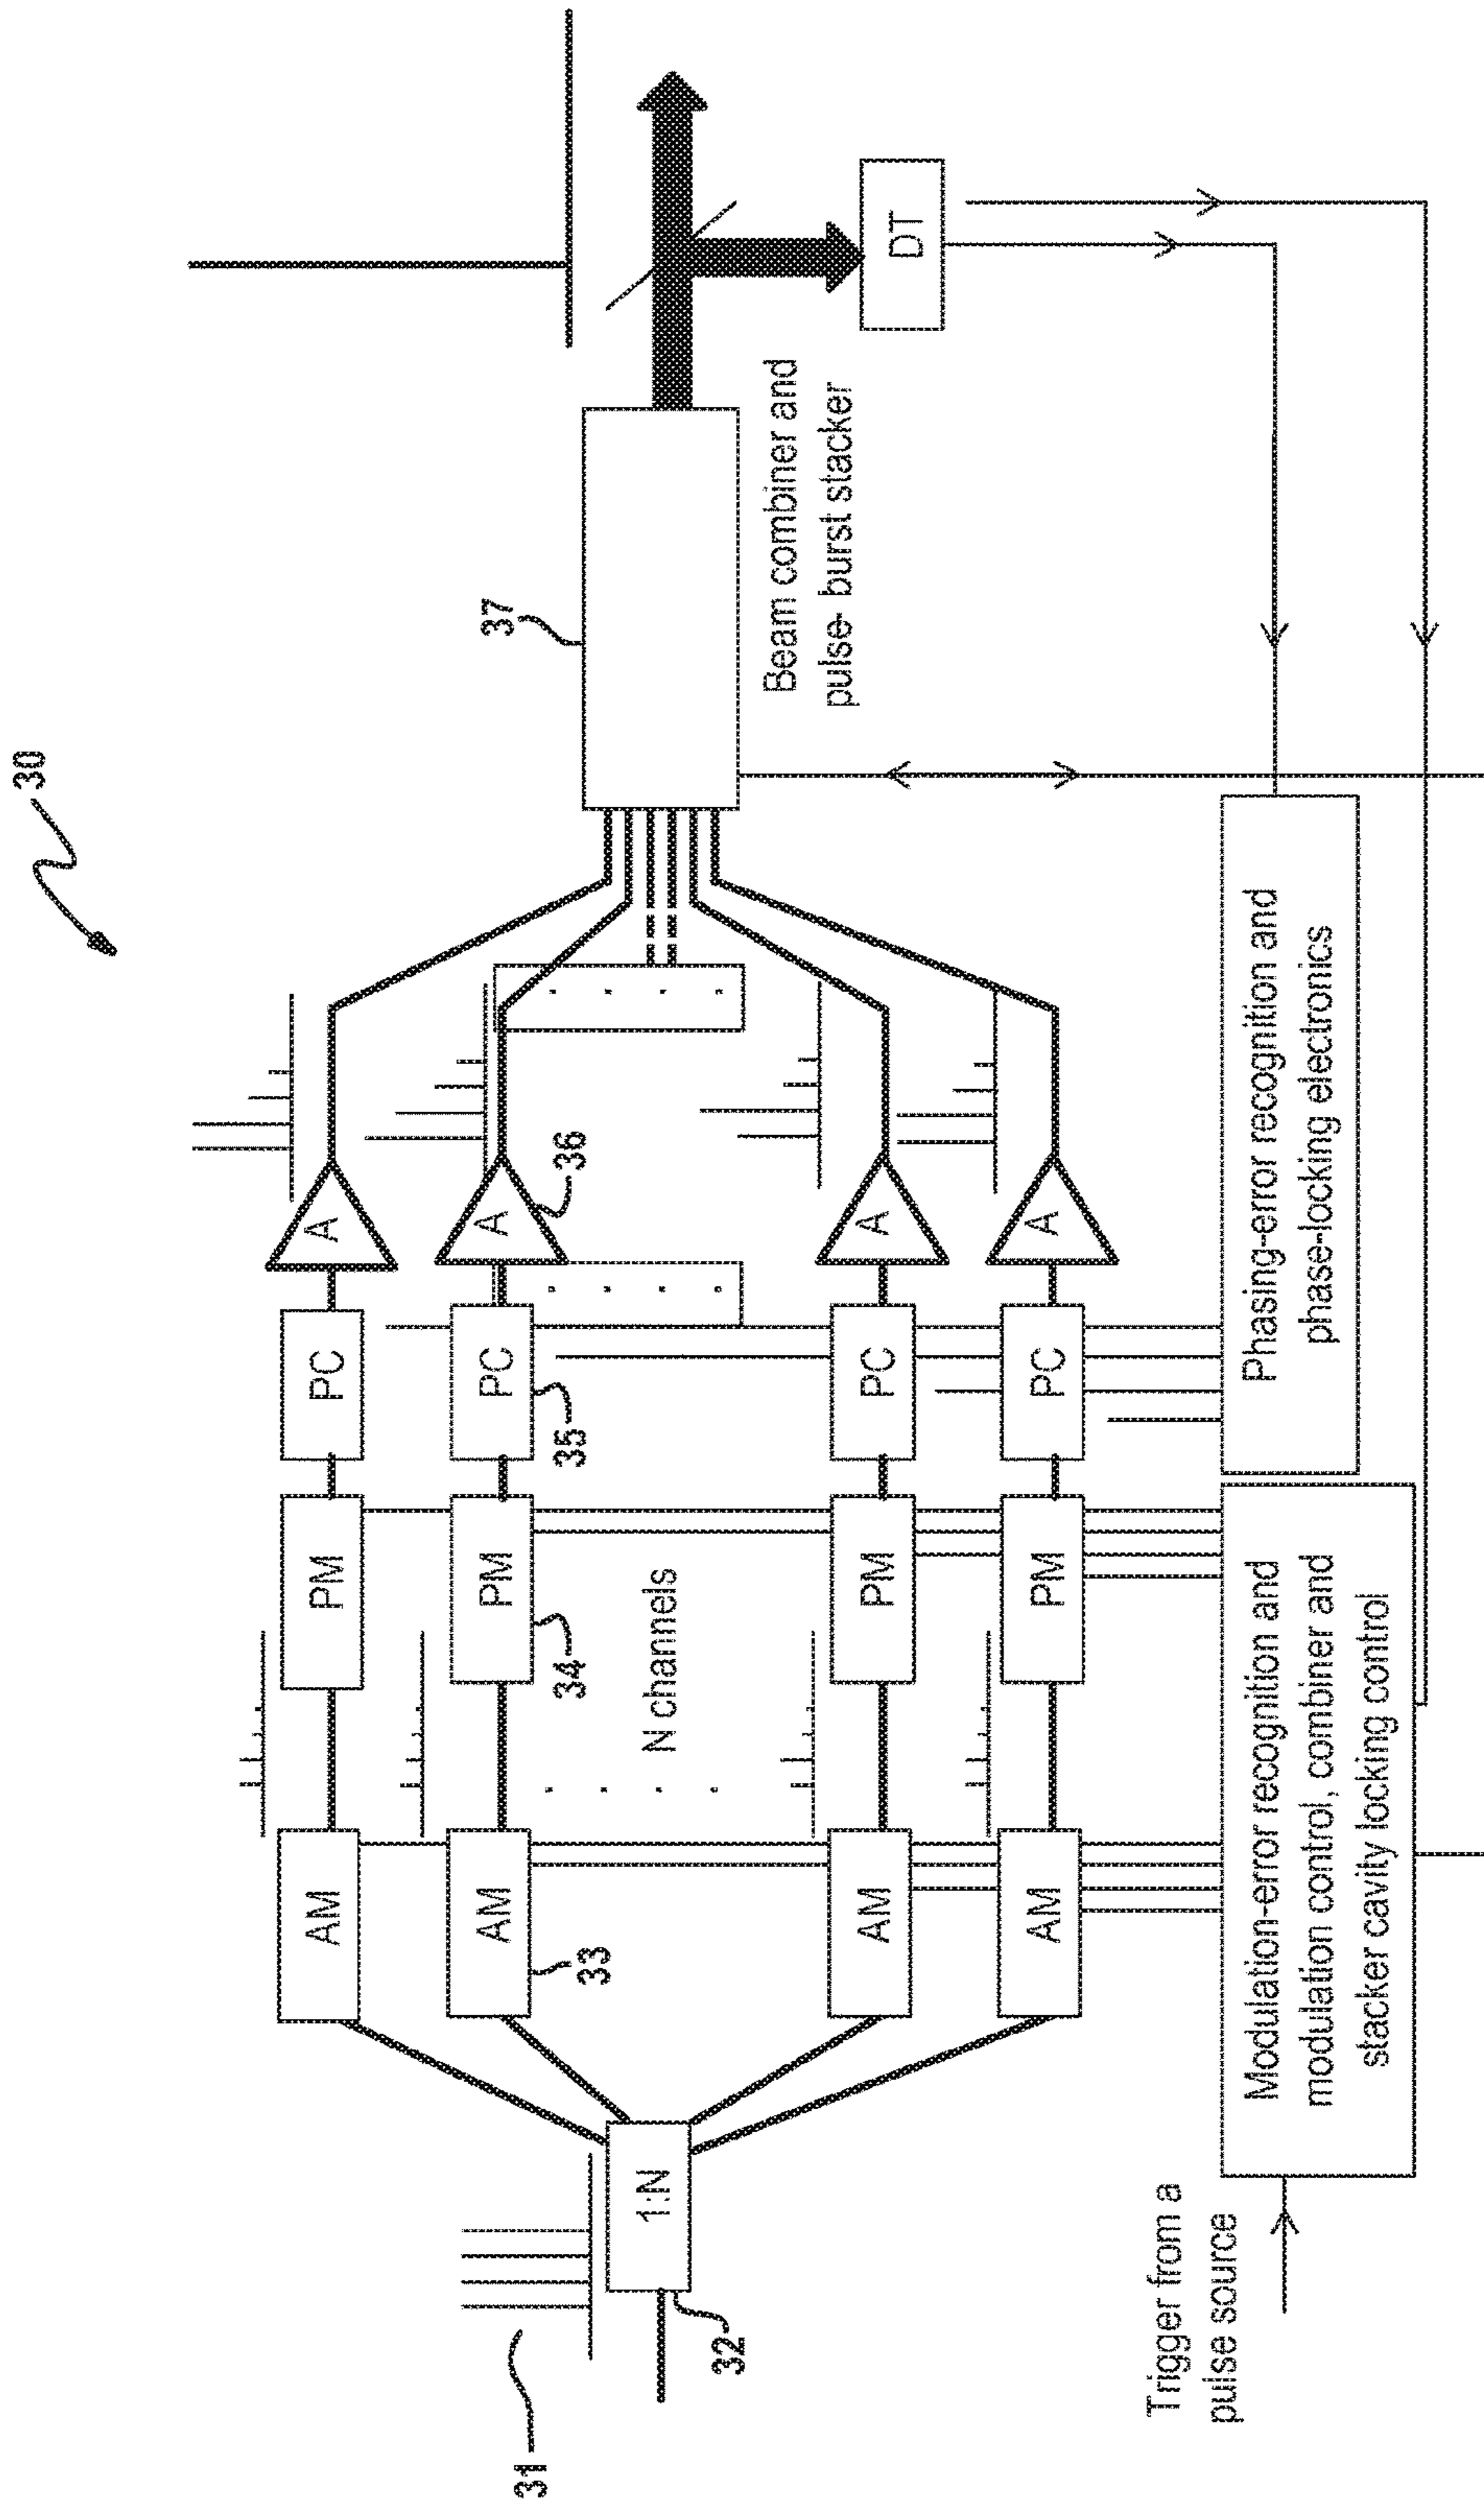 30
31
32
1:N
AM
PM
PC
A
AM
PM
PC
A
33
34
35
36
37
N channels
AM
PM
PC
A
AM
PM
PC
A
Beam combiner and
pulse- burst stacker
DT
Trigger from a
pulse source
Modulation-error recognition and
modulation control, combiner and
stacker cavity locking control
Phasing-error recognition and
phase-locking electronics